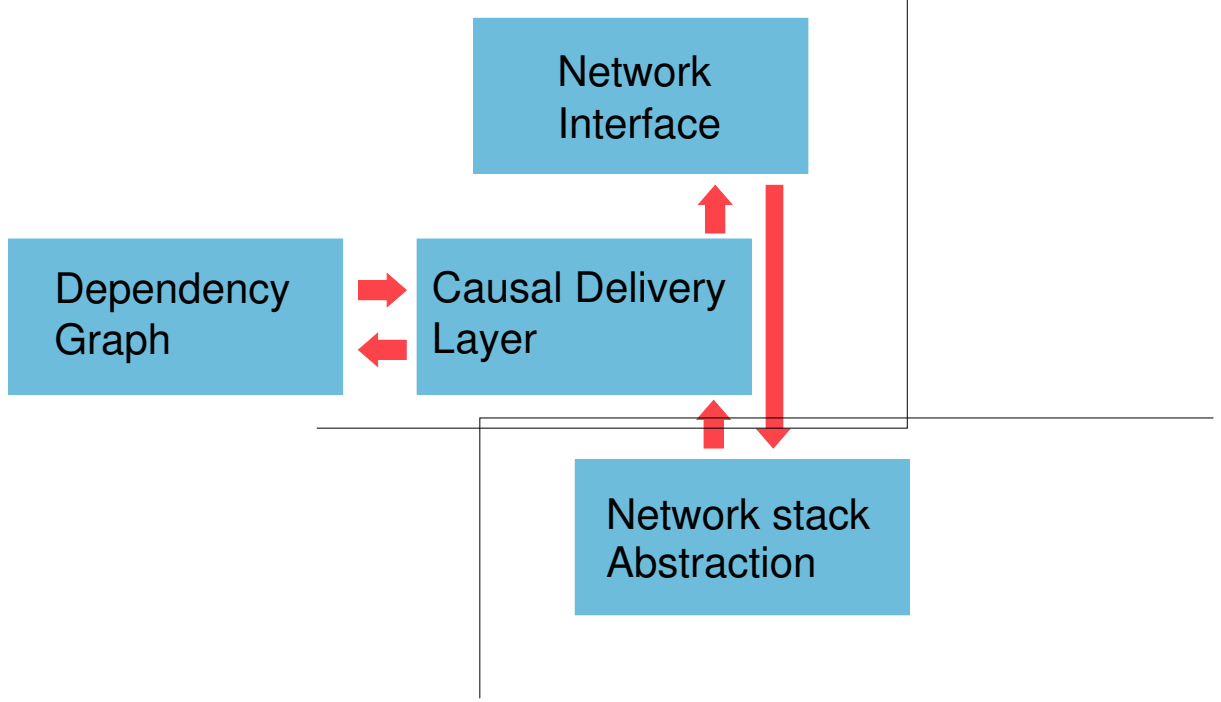 Network
Interface
Dependency
Graph
Causal Delivery
Layer
Network stack
Abstraction